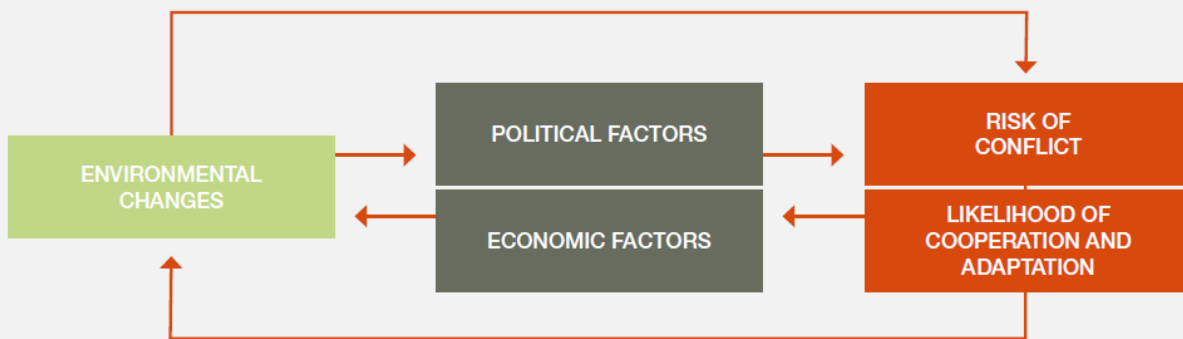 ENVIRONMENTAL
CHANGES
POLITICAL FACTORS
ECONOMIC FACTORS
RISK OF
CONFLICT
LIKELIHOOD OF
COOPERATION AND
ADAPTATION